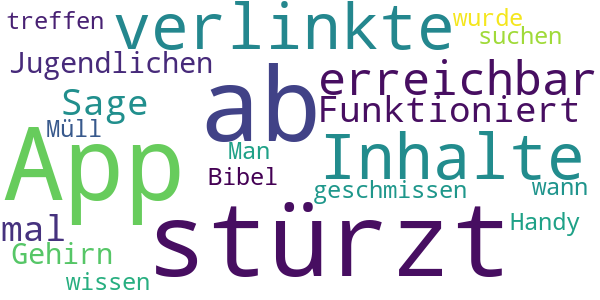 treffen
verlinkte
wurde
suchen
Jugendlichen
ab
erreichbar
Sage
Funktioniert
Müll
App
Man
Inhalte
Bibel
geschmissen
wann
mal
stürzt
Handy
Gehirn
wissen